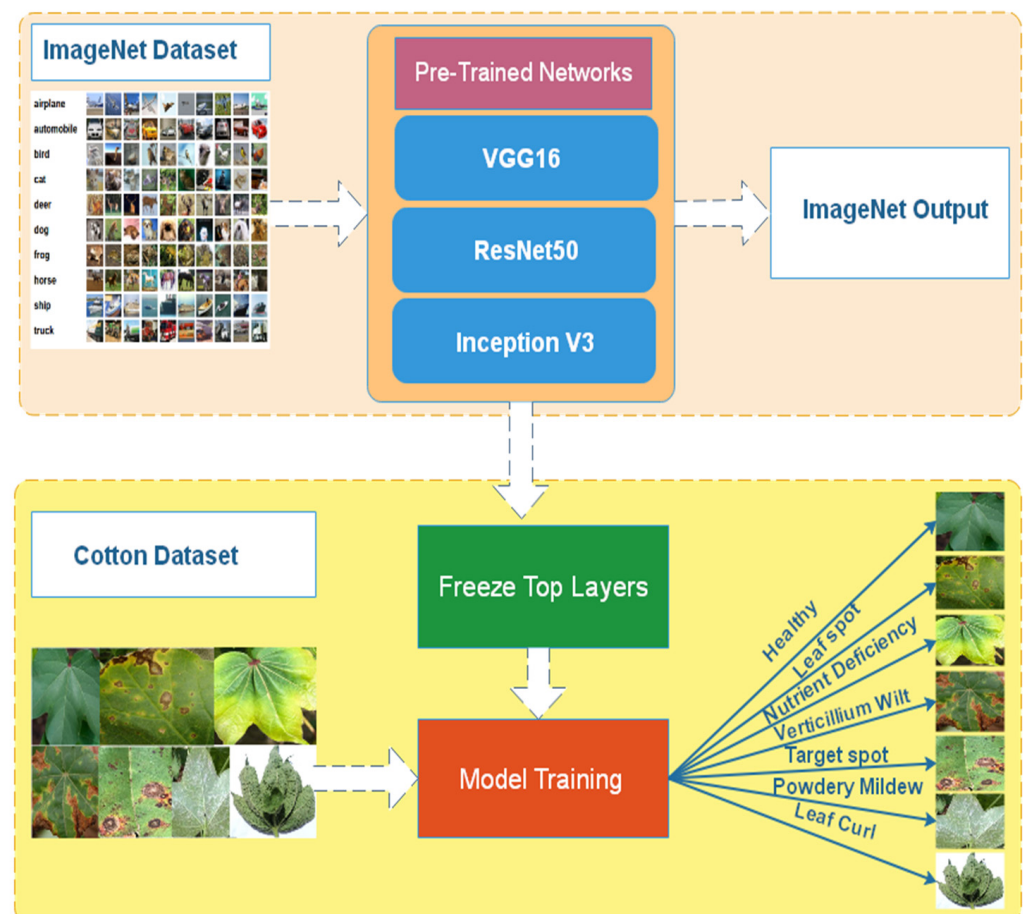 ImageNet Dataset
airplane
automobile
bird
cat
deer
dog
frog
horse
ship
truck
Pre-Trained Networks
VGG16
ResNet50
Inception V3
ImageNet Output
Cotton Dataset
Freeze Top Layers
Model Training
Healthy
Leaf spot
Nutrient Deficiency
Verticillium Wilt
Target spot
Powdery Mildew
Leaf Curl